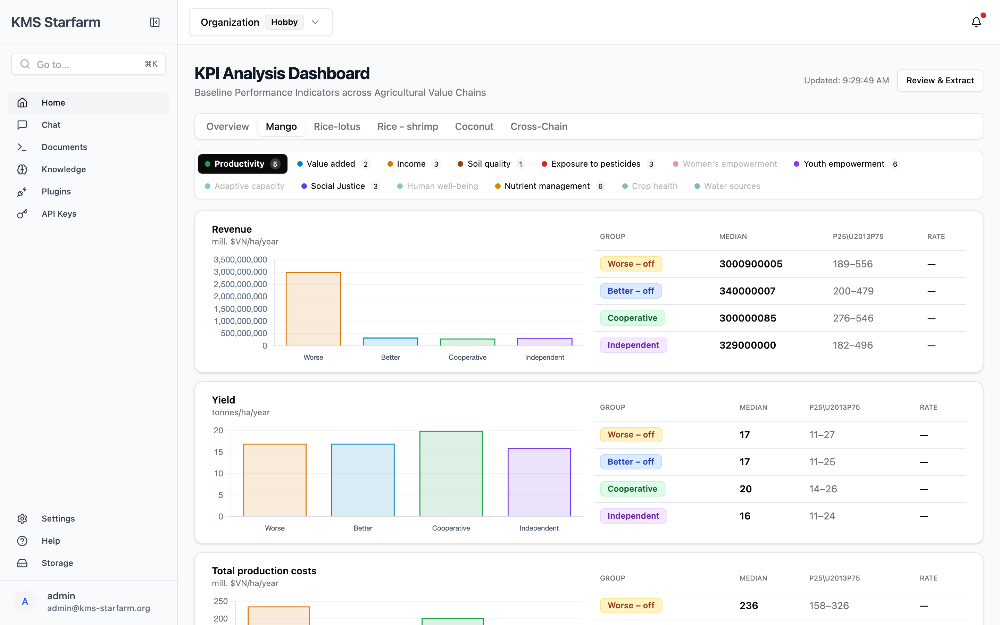 KMS Starfarm
Organization Hobby
Go to... ⌘K
Home
Chat
Documents
Knowledge
Plugins
API Keys
Settings
Help
Storage
A
admin
admin@kms-starfarm.org
KPI Analysis Dashboard
Baseline Performance Indicators across Agricultural Value Chains
Updated: 9:29:49 AM
Review & Extract
Overview Mango Rice-lotus Rice - shrimp Coconut Cross-Chain
Productivity 5 Value added 2 Income 3 Soil quality 1 Exposure to pesticides 3 Women's empowerment Youth empowerment 6
Adaptive capacity Social Justice 3 Human well-being Nutrient management 6 Crop health Water sources
Revenue
mill. $VN/ha/year
3,500,000,000
3,000,000,000
2,500,000,000
2,000,000,000
1,500,000,000
1,000,000,000
500,000,000
0
Worse Better Cooperative Independent
GROUP MEDIAN P25\U2013P75 RATE
Worse – off 3000900005 189–556 —
Better – off 340000007 200–479 —
Cooperative 300000085 276–546 —
Independent 329000000 182–496 —
Yield
tonnes/ha/year
20
15
10
5
0
Worse Better Cooperative Independent
GROUP MEDIAN P25\U2013P75 RATE
Worse – off 17 11–27 —
Better – off 17 11–25 —
Cooperative 20 14–26 —
Independent 16 11–24 —
Total production costs
mill. $VN/ha/year
250
200
GROUP MEDIAN P25\U2013P75 RATE
Worse – off 236 158–326 —